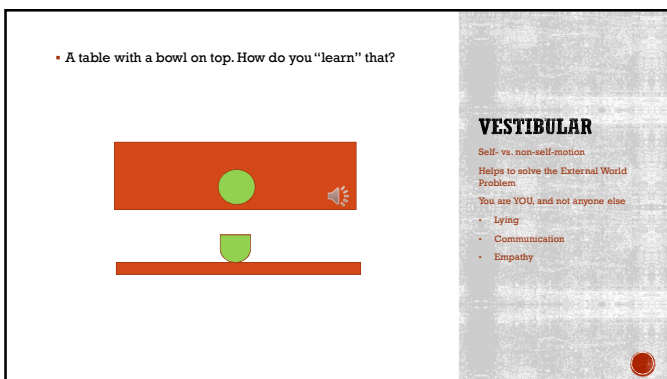 ▪ A table with a bowl on top. How do you “learn” that?
VESTIBULAR
Self- vs. non-self-motion
Helps to solve the External World
Problem
You are YOU, and not anyone else
• Lying
• Communication
• Empathy